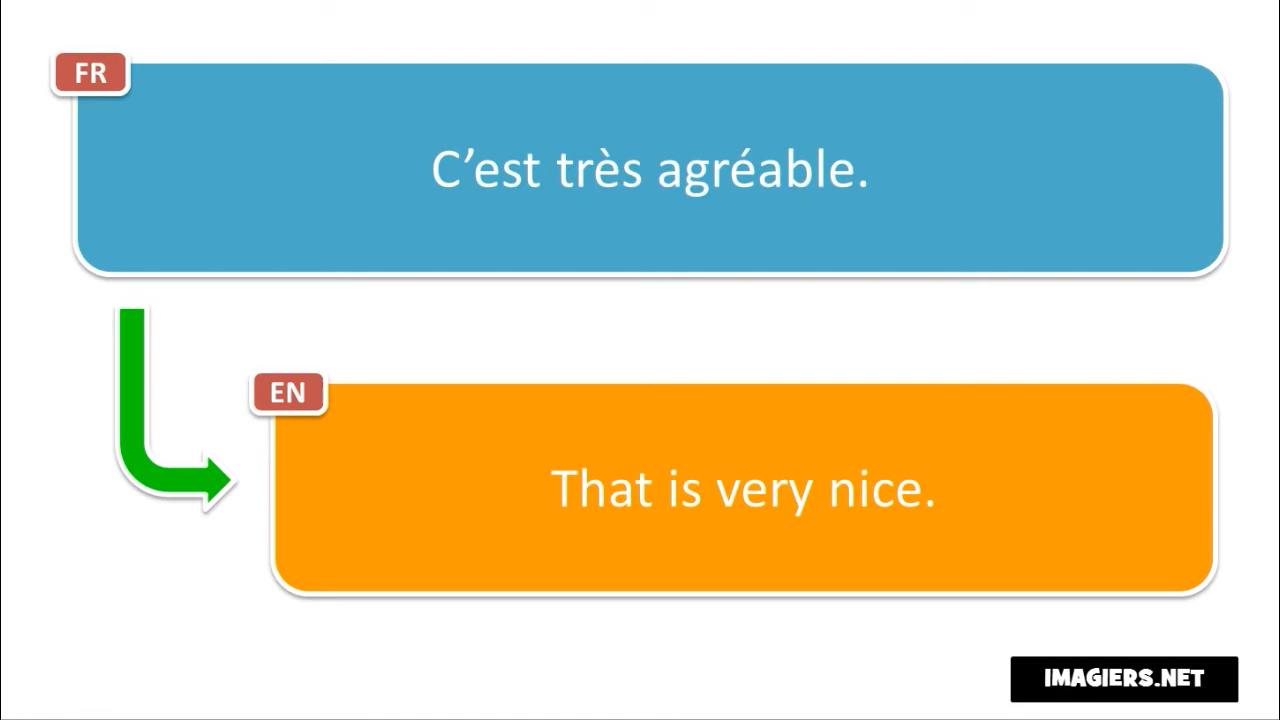 FR
C’est très agréable.
EN
That is very nice.
IMAGIERS.NET